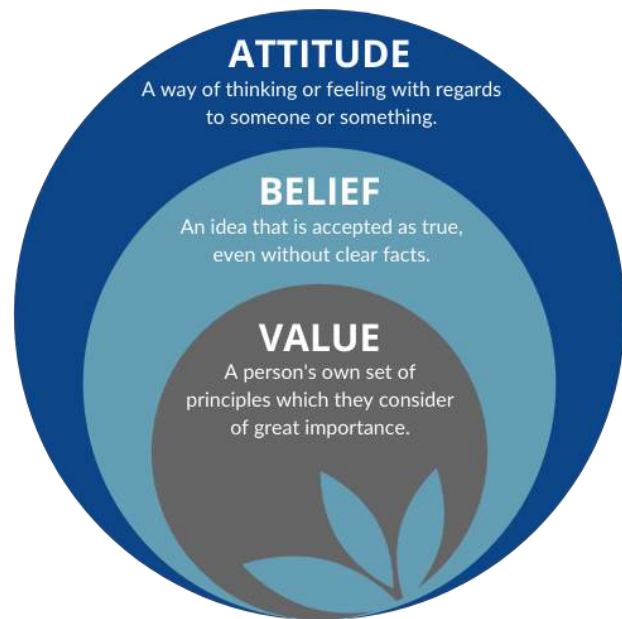 ATTITUDE
A way of thinking or feeling with regards
to someone or something.
BELIEF
An idea that is accepted as true,
even without clear facts.
VALUE
A person's own set of
principles which they consider
of great importance.